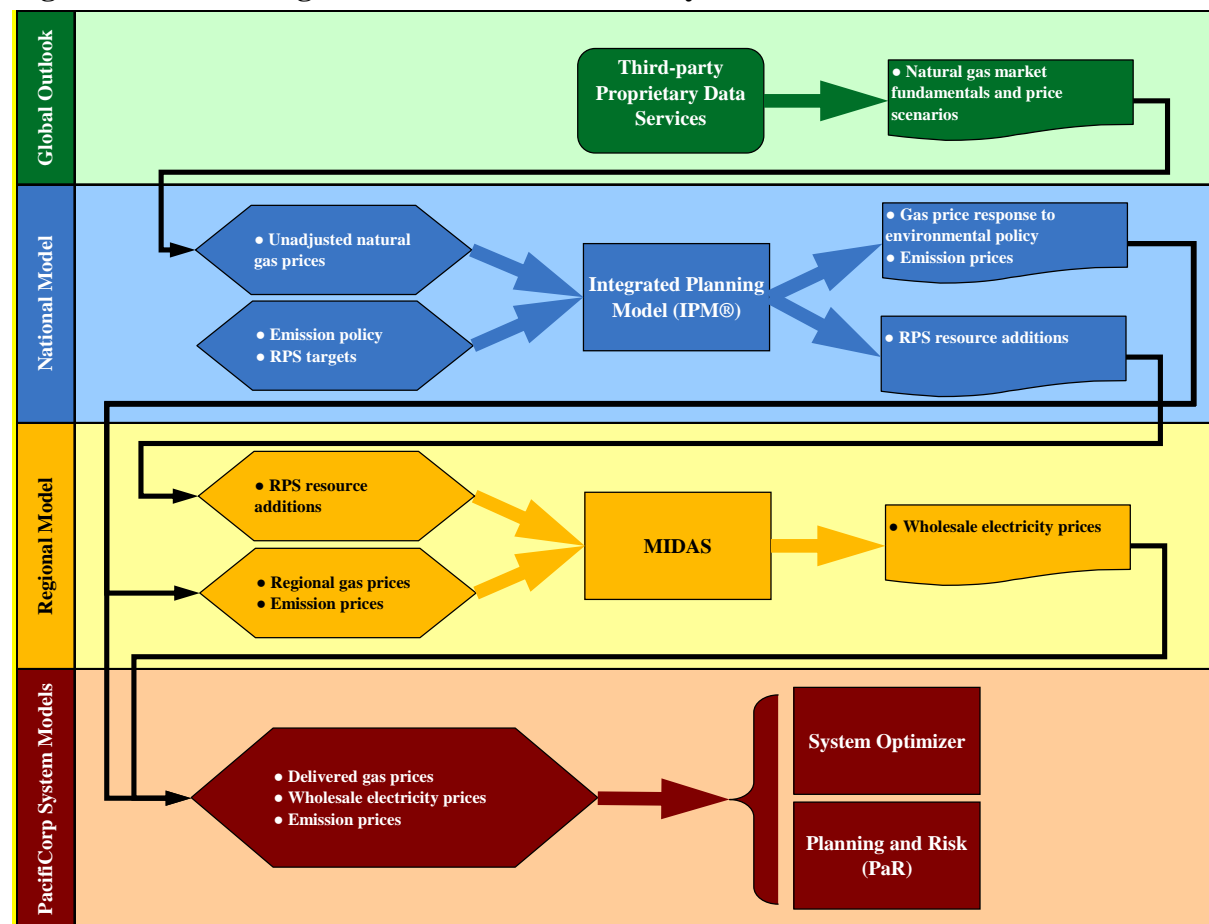 Global Outlook
Third-party
Proprietary Data
Services
● Natural gas market
fundamentals and price
scenarios
National Model
● Unadjusted natural
gas prices
● Emission policy
● RPS targets
Integrated Planning
Model (IPM®)
● Gas price response to
environmental policy
● Emission prices
● RPS resource additions
Regional Model
● RPS resource
additions
● Regional gas prices
● Emission prices
MIDAS
● Wholesale electricity prices
PacifiCorp System Models
● Delivered gas prices
● Wholesale electricity prices
● Emission prices
System Optimizer
Planning and Risk
(PaR)